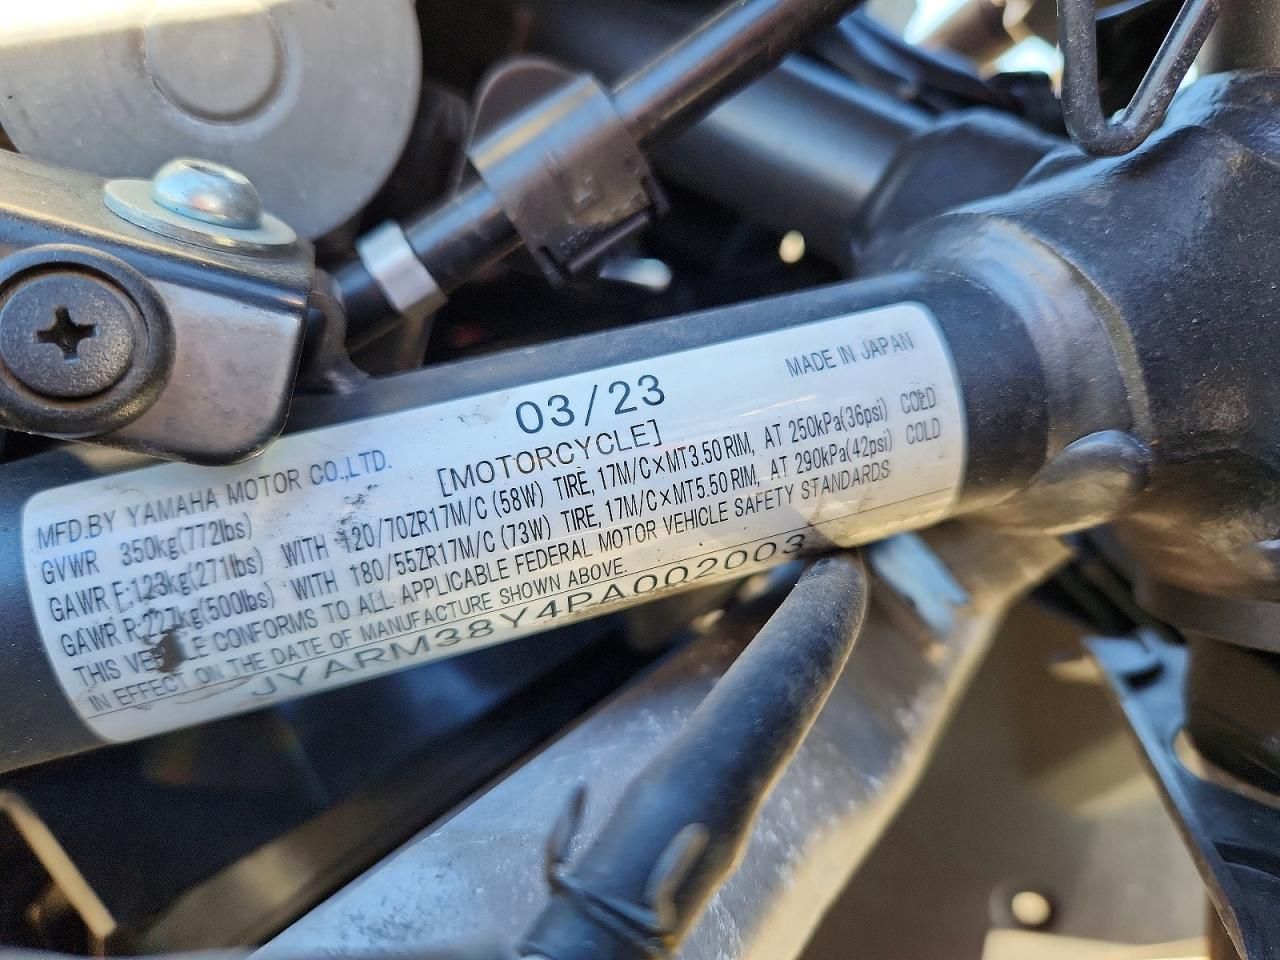 03/23
MADE IN JAPAN
MFD.BY YAMAHA MOTOR CO.,LTD.
[MOTORCYCLE]
GVWR 350kg(772lbs)
GAWR F:123kg(271lbs) WITH 120/70ZR17M/C (58W) TIRE, 17M/C×MT3.50 RIM, AT 250kPa(36psi) COLD
GAWR R:227kg(500lbs) WITH 180/55ZR17M/C (73W) TIRE, 17M/C×MT5.50 RIM, AT 290kPa(42psi) COLD
THIS VEHICLE CONFORMS TO ALL APPLICABLE FEDERAL MOTOR VEHICLE SAFETY STANDARDS
IN EFFECT ON THE DATE OF MANUFACTURE SHOWN ABOVE.
JYARM38Y4PA002003